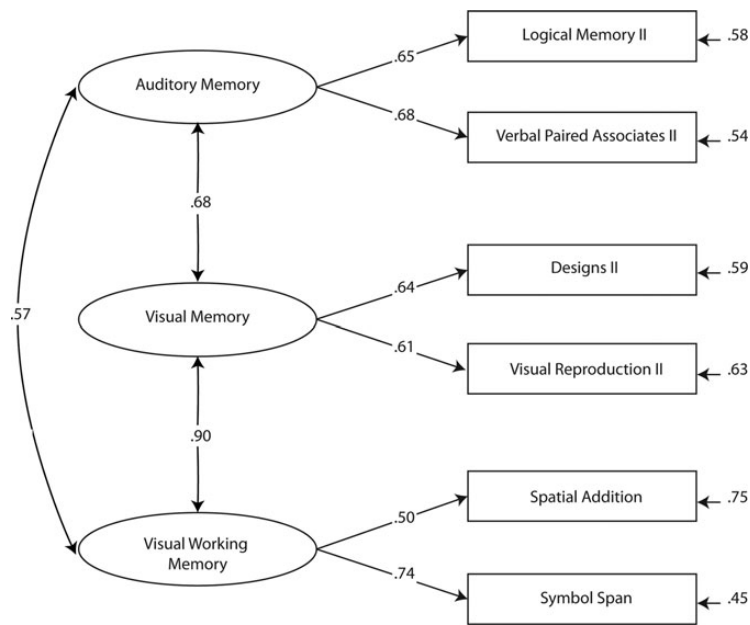 Logical Memory II
.58
.65
Auditory Memory
.68
Verbal Paired Associates II
.54
.68
Designs II
.59
.64
.57
Visual Memory
.61
Visual Reproduction II
.63
.90
Spatial Addition
.75
.50
Visual Working
Memory
.74
Symbol Span
.45